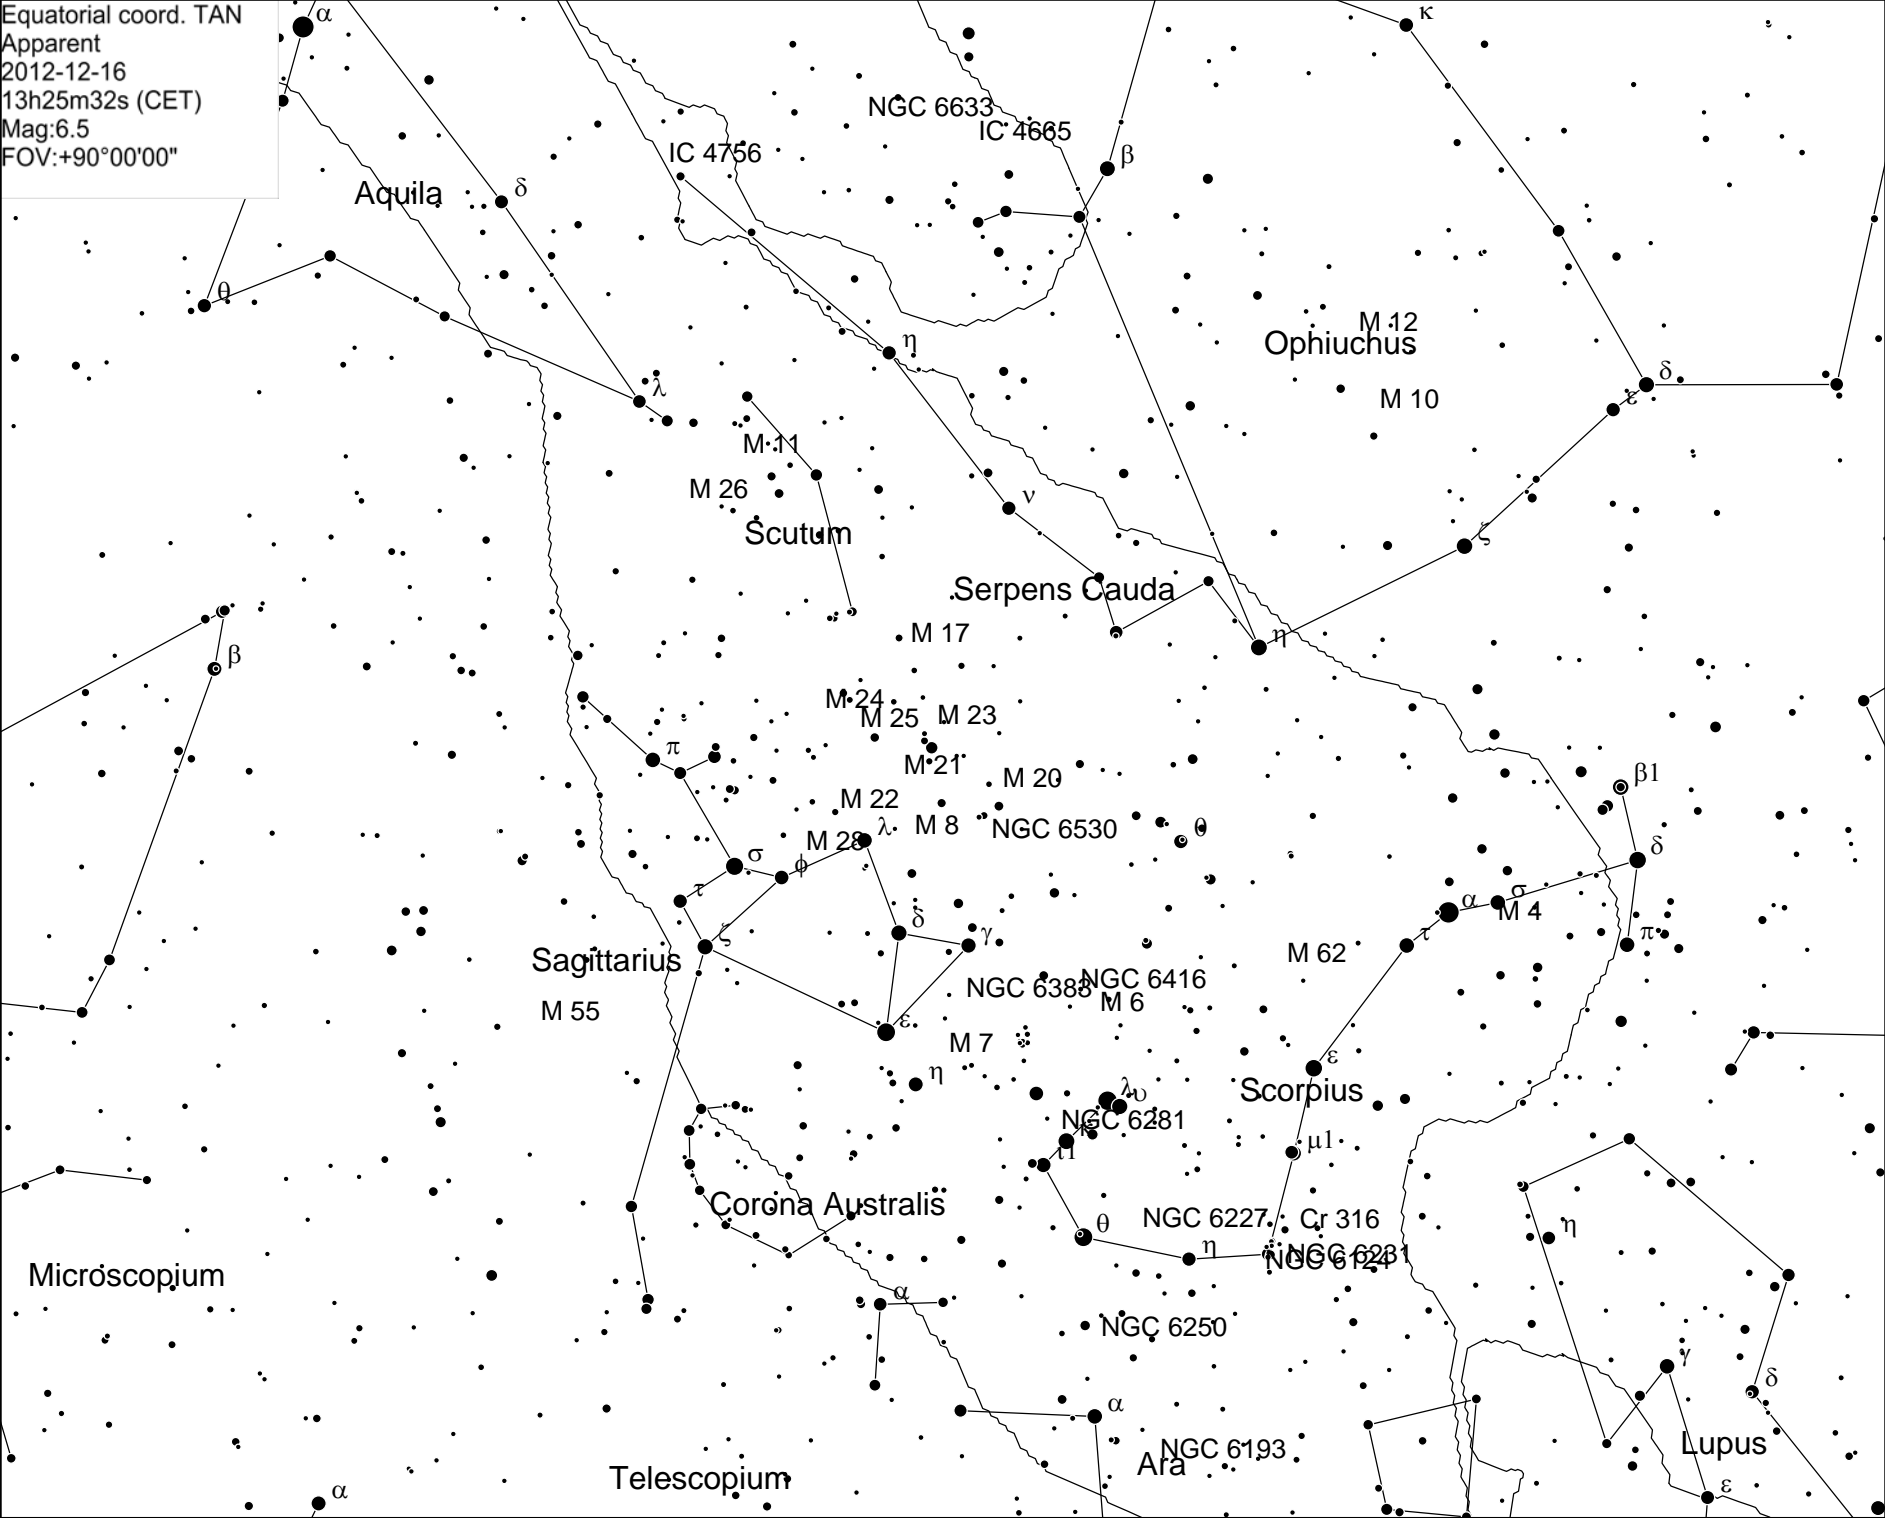 Equatorial coord. TAN
Apparent
2012-12-16
13h25m32s (CET)
Mag:6.5
FOV:+90°00'00"
α
κ
NGC 6633
IC 4665
IC 4756
β
Aquila
δ
θ
M 12
Ophiuchus
η
δ
λ
ε
M 10
M 11
M 26
ν
Scutum
ζ
Serpens Cauda
M 17
η
β
M 24
M 25
M 23
π
M 21
M 20
β1
M 22
M 8
NGC 6530
λ
θ
M 28
σ
ϕ
δ
τ
α
σ
M 4
δ
γ
ζ
τ
π
Sagittarius
M 62
NGC 6383
NGC 6416
M 6
M 55
ε
M 7
η
ε
Scorpius
λ
υ
NGC 6281
κ
ι1
μ1
Corona Australis
θ
NGC 6227
Cr 316
η
η
NGC 6231
NGC 6124
Microscopium
α
NGC 6250
γ
δ
α
Lupus
NGC 6193
Ara
Telescopium
α
ε